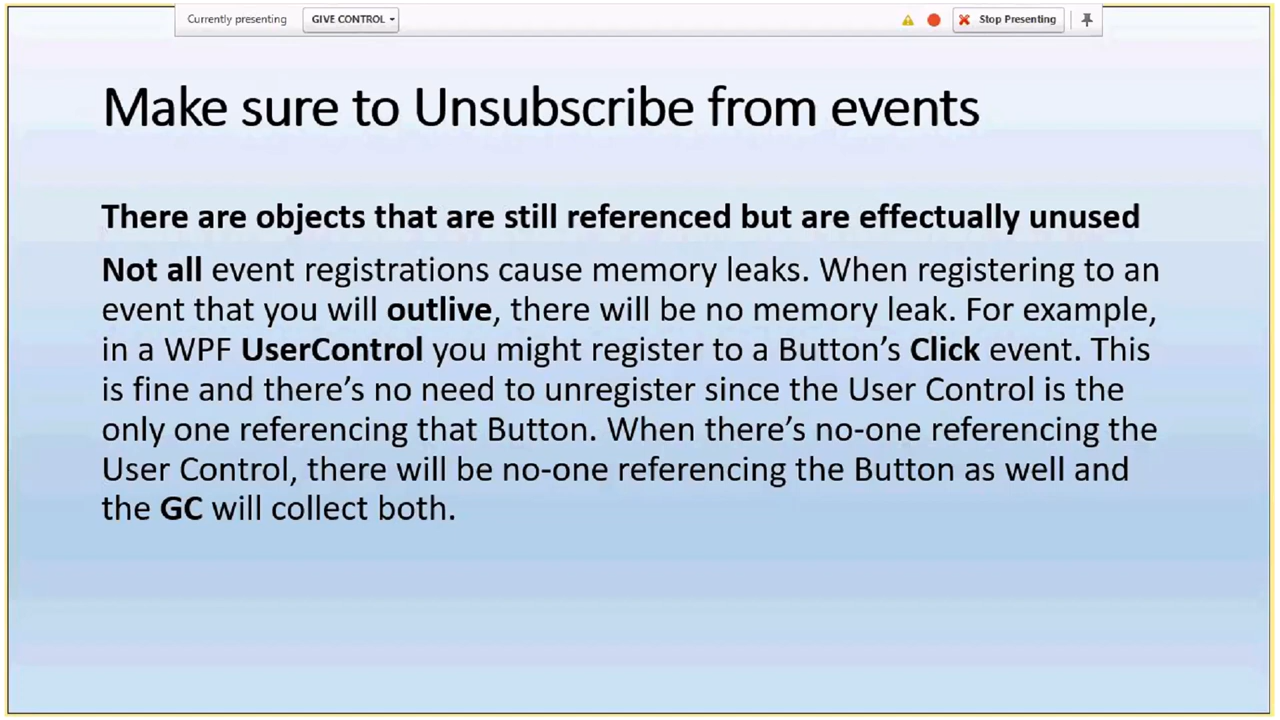 Currently presenting GIVE CONTROL Stop Presenting
Make sure to Unsubscribe from events
There are objects that are still referenced but are effectually unused
Not all event registrations cause memory leaks. When registering to an
event that you will outlive, there will be no memory leak. For example,
in a WPF UserControl you might register to a Button’s Click event. This
is fine and there’s no need to unregister since the User Control is the
only one referencing that Button. When there’s no-one referencing the
User Control, there will be no-one referencing the Button as well and
the GC will collect both.